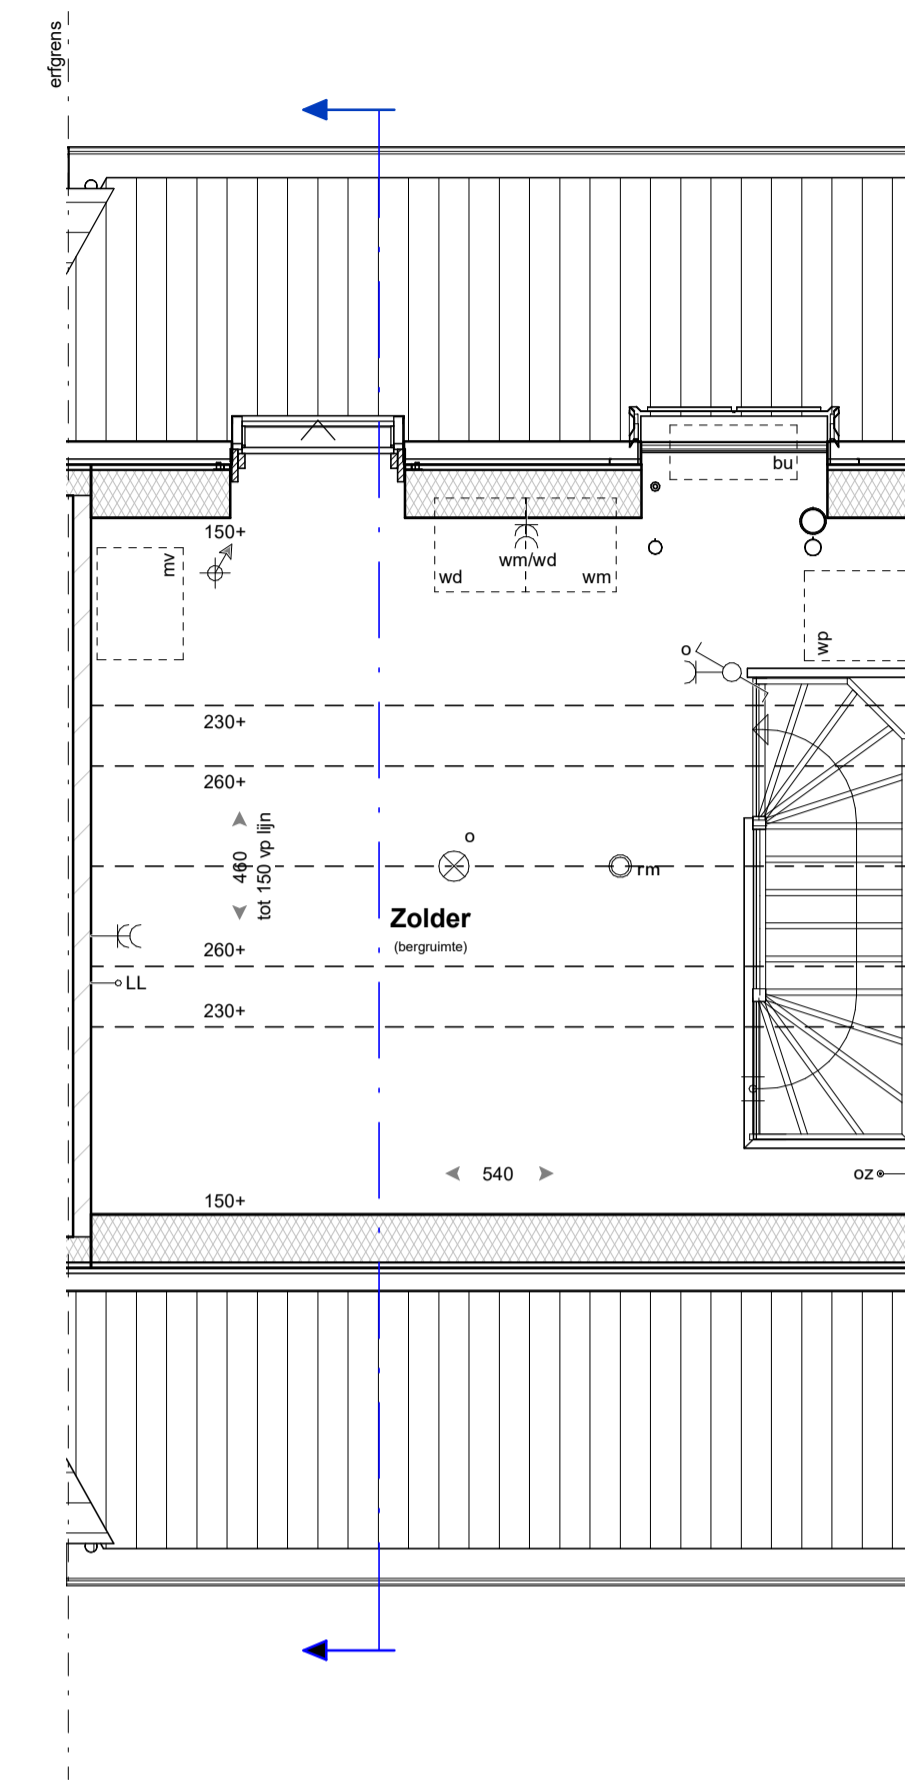 erfgrens
bu
150+
mv
wm/wd
wd
wm
wp
o
230+
260+
o
460
tot 150 vp lijn
rm
Zolder
(bergruimte)
260+
LL
230+
540
oz
150+